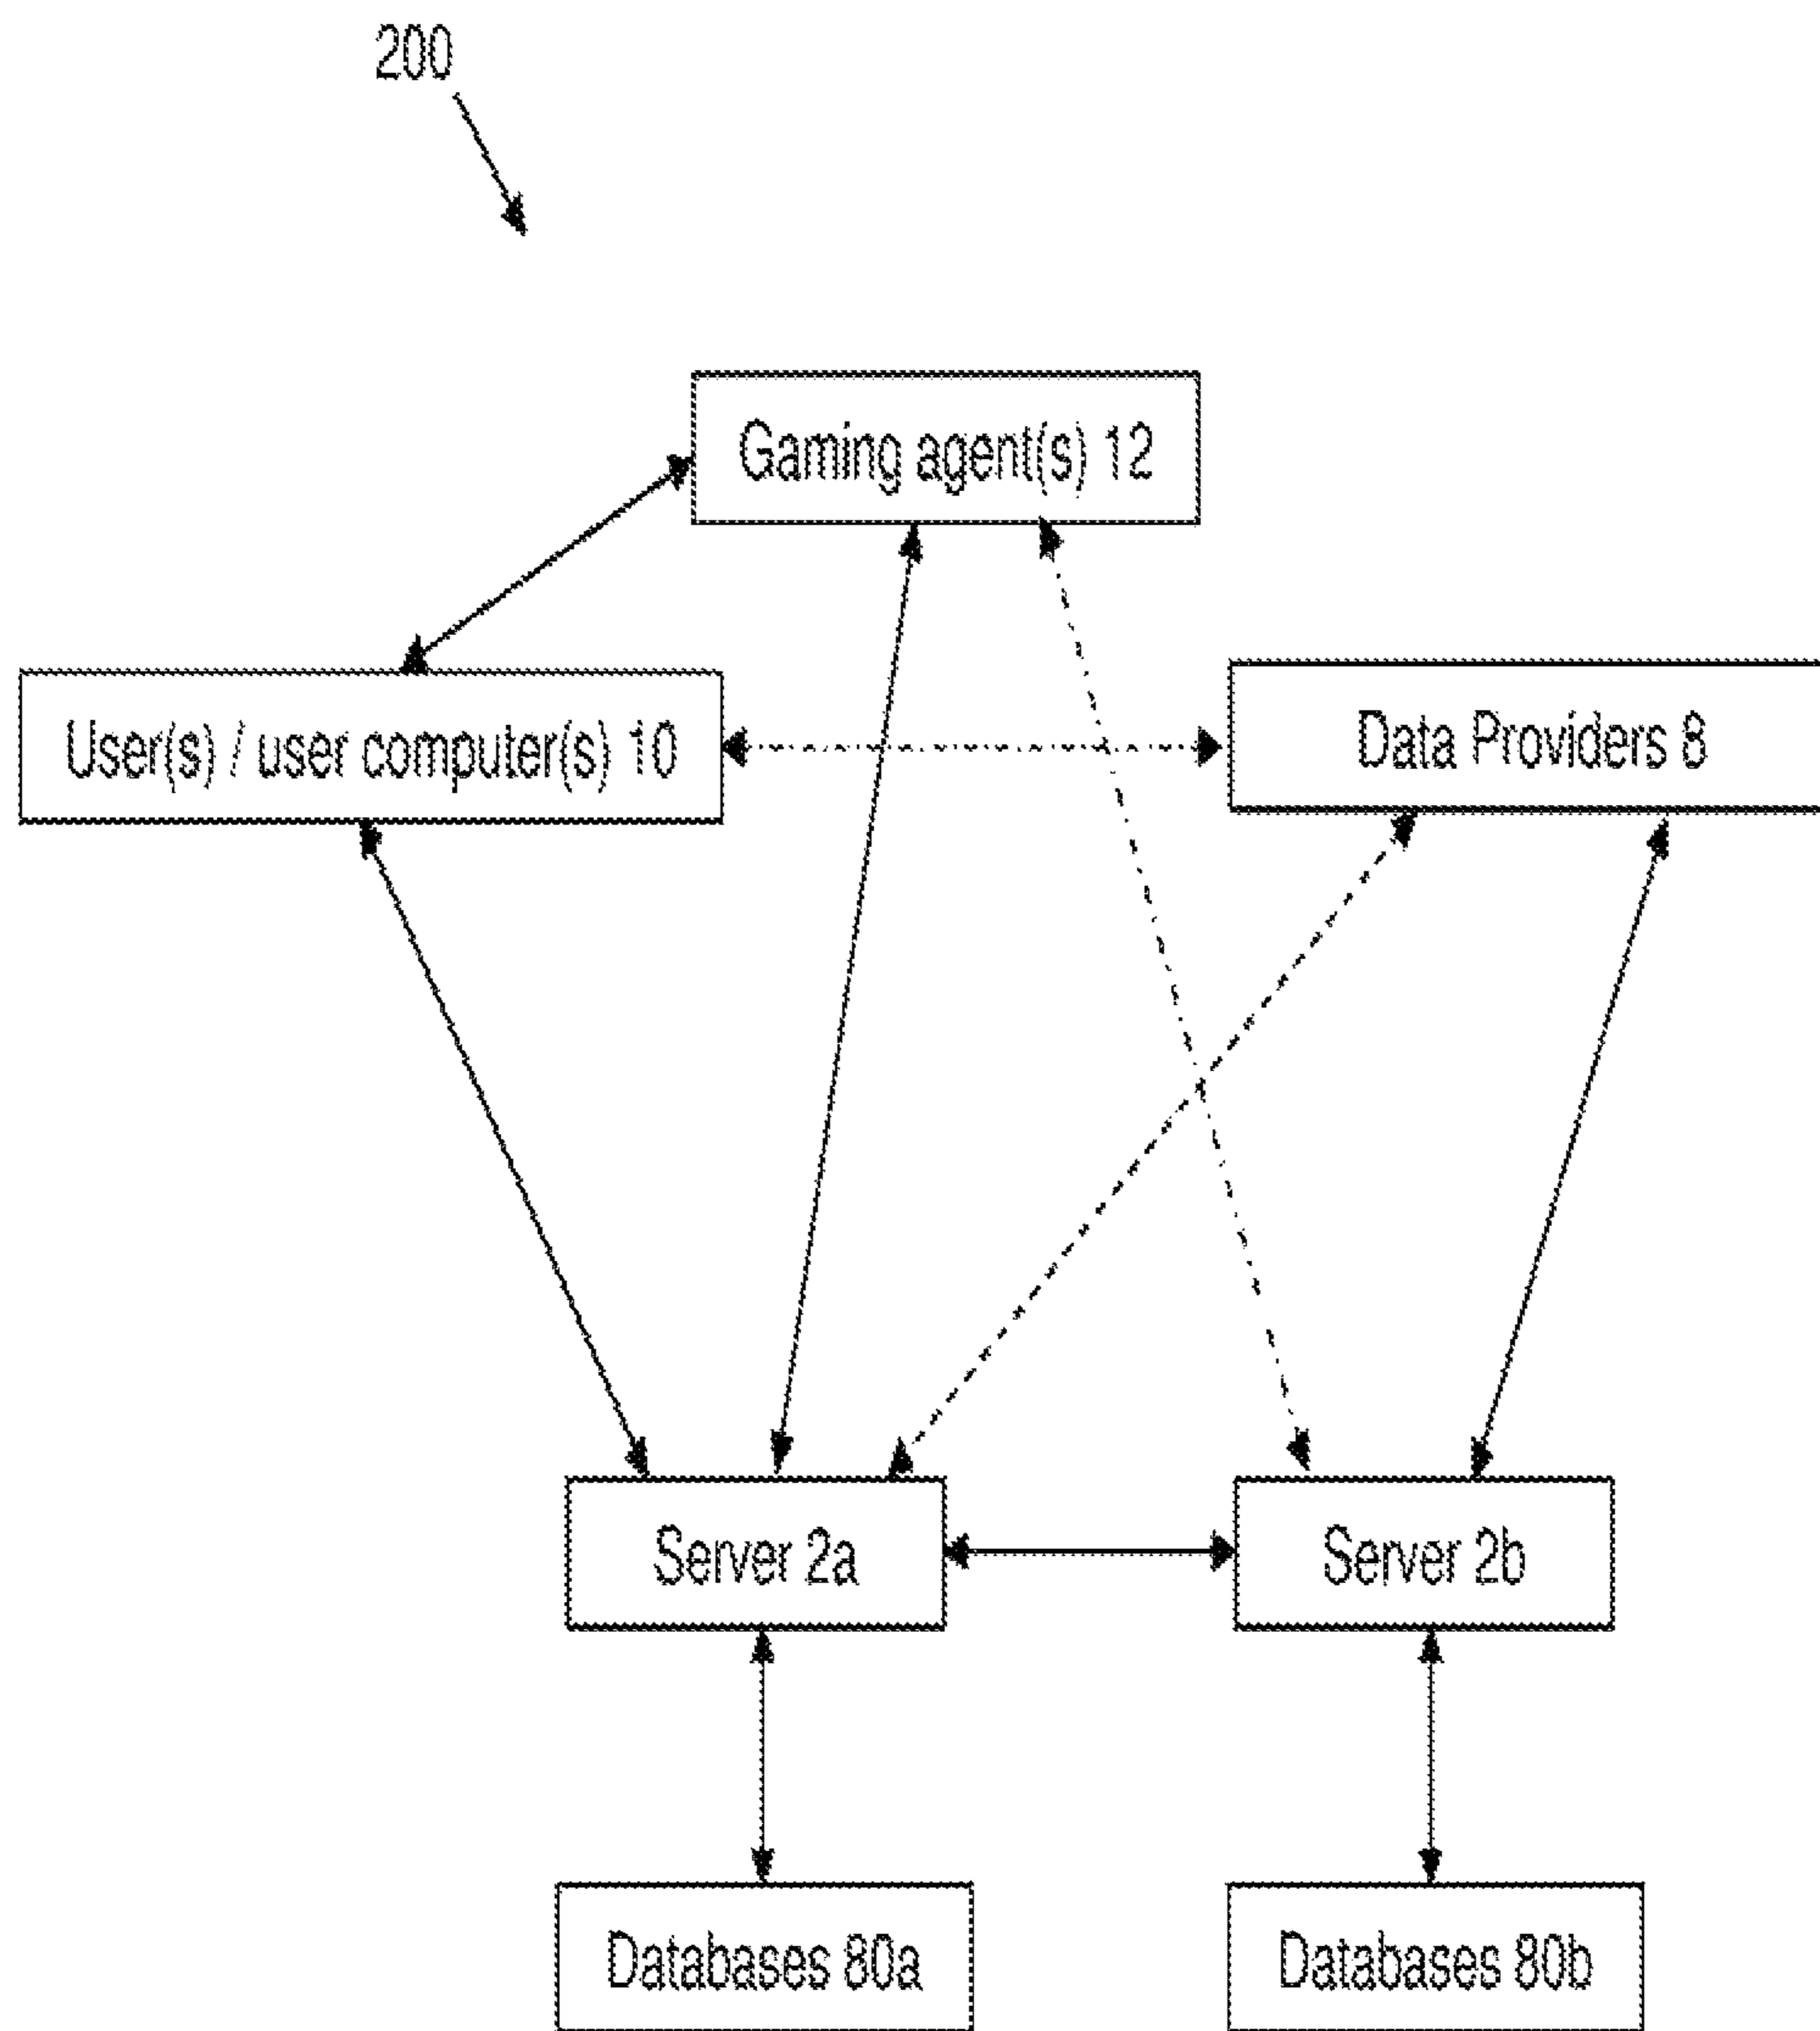 200
Gaming agent(s) 12
User(s) / user computer(s) 10
Data Providers 8
Server 2a
Server 2b
Databases 80a
Databases 80b